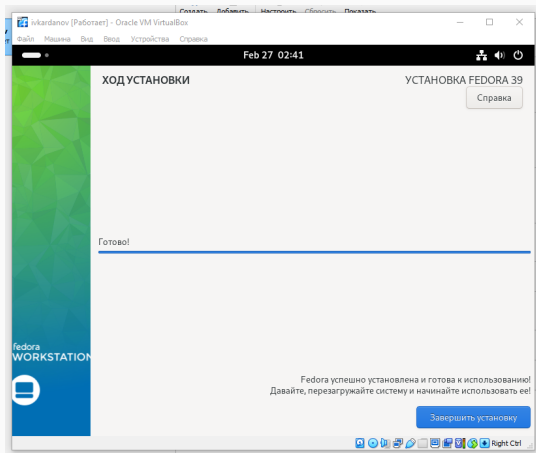 Создать Добавить Настроить Сбросить Показать
ivkardanov [Работает] - Oracle VM VirtualBox
Файл Машина Вид Ввод Устройства Справка
Feb 27 02:41
ХОД УСТАНОВКИ
УСТАНОВКА FEDORA 39
Справка
Готово!
fedora
WORKSTATION
Fedora успешно установлена и готова к использованию!
Давайте, перезагружайте систему и начинайте использовать ее!
Завершить установку
Right Ctrl